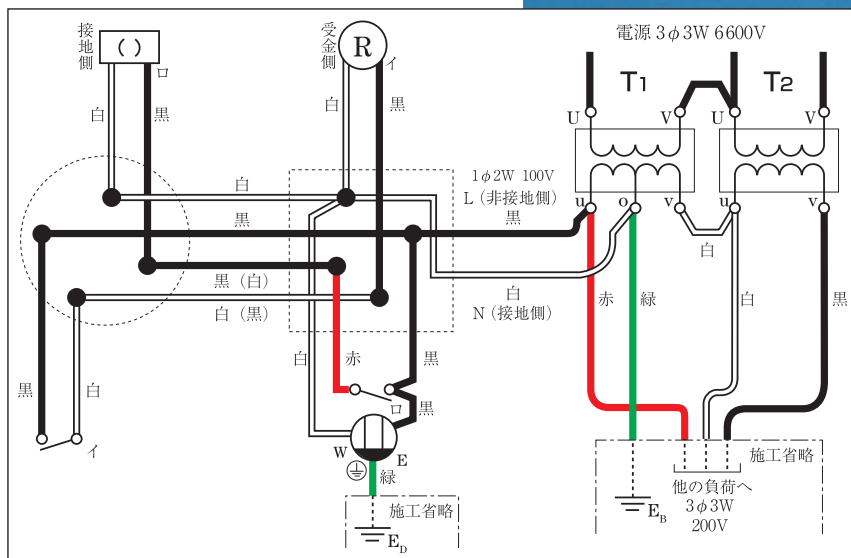 接地側
( )
ロ
白
黒
受金側
R
イ
白
黒
電源 3φ3W 6600V
T1
T2
U
V
U
V
u
o
v
u
v
1φ2W 100V
L (非接地側)
黒
白
黒
黒 (白)
白 (黒)
白
N (接地側)
白
赤
緑
白
黒
黒
白
イ
白
赤
黒
ロ
黒
W
E
緑
施工省略
E_D
施工省略
E_B
他の負荷へ
3φ3W
200V